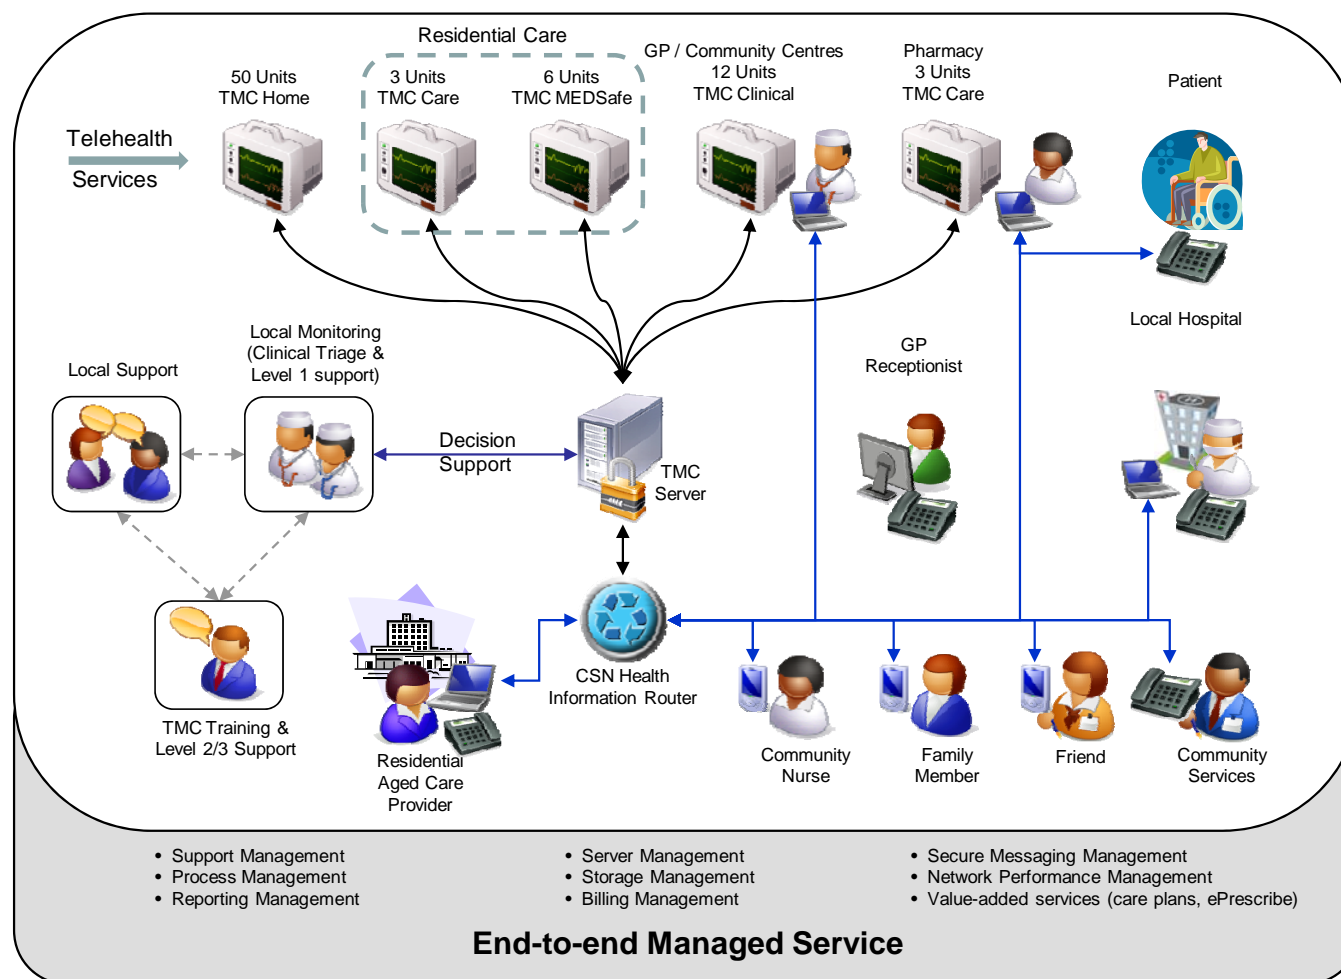 Residential Care
50 Units
TMC Home
3 Units
TMC Care
6 Units
TMC MEDSafe
GP / Community Centres
12 Units
TMC Clinical
Pharmacy
3 Units
TMC Care
Patient
Telehealth
Services
Local Hospital
Local Support
Local Monitoring
(Clinical Triage &
Level 1 support)
GP
Receptionist
Decision
Support
TMC
Server
H
TMC Training &
Level 2/3 Support
CSN Health
Information Router
Residential
Aged Care
Provider
Community
Nurse
Family
Member
Friend
Community
Services
• Support Management
• Process Management
• Reporting Management
• Server Management
• Storage Management
• Billing Management
• Secure Messaging Management
• Network Performance Management
• Value-added services (care plans, ePrescribe)
End-to-end Managed Service